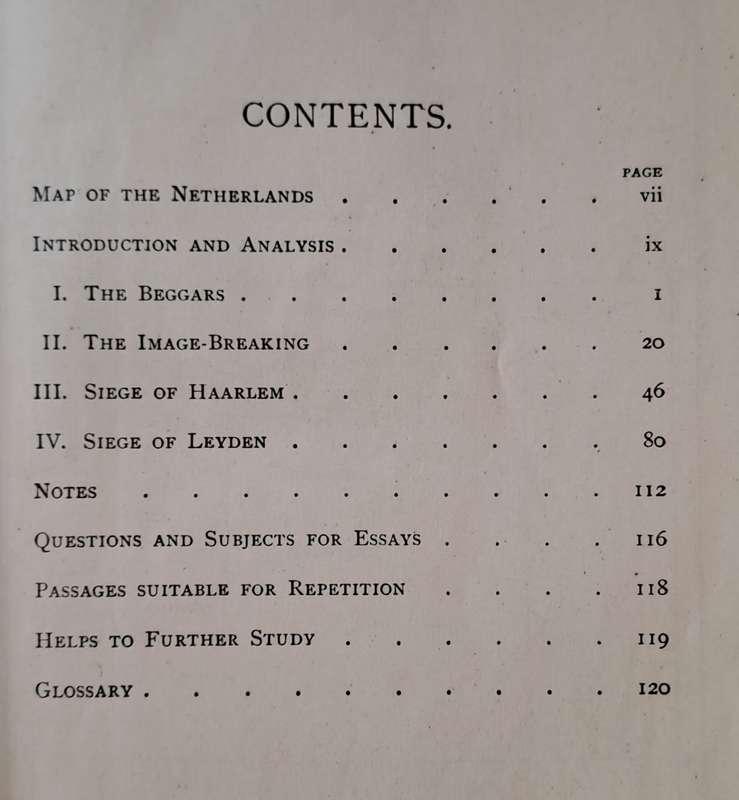 CONTENTS.
PAGE
MAP OF THE NETHERLANDS . . . . . . vii
INTRODUCTION AND ANALYSIS . . . . . . ix
I. THE BEGGARS . . . . . . . . 1
II. THE IMAGE-BREAKING . . . . . . 20
III. SIEGE OF HAARLEM . . . . . . . 46
IV. SIEGE OF LEYDEN . . . . . . . 80
NOTES . . . . . . . . . . 112
QUESTIONS AND SUBJECTS FOR ESSAYS . . . . 116
PASSAGES SUITABLE FOR REPETITION . . . . 118
HELPS TO FURTHER STUDY . . . . . . 119
GLOSSARY . . . . . . . . . . 120